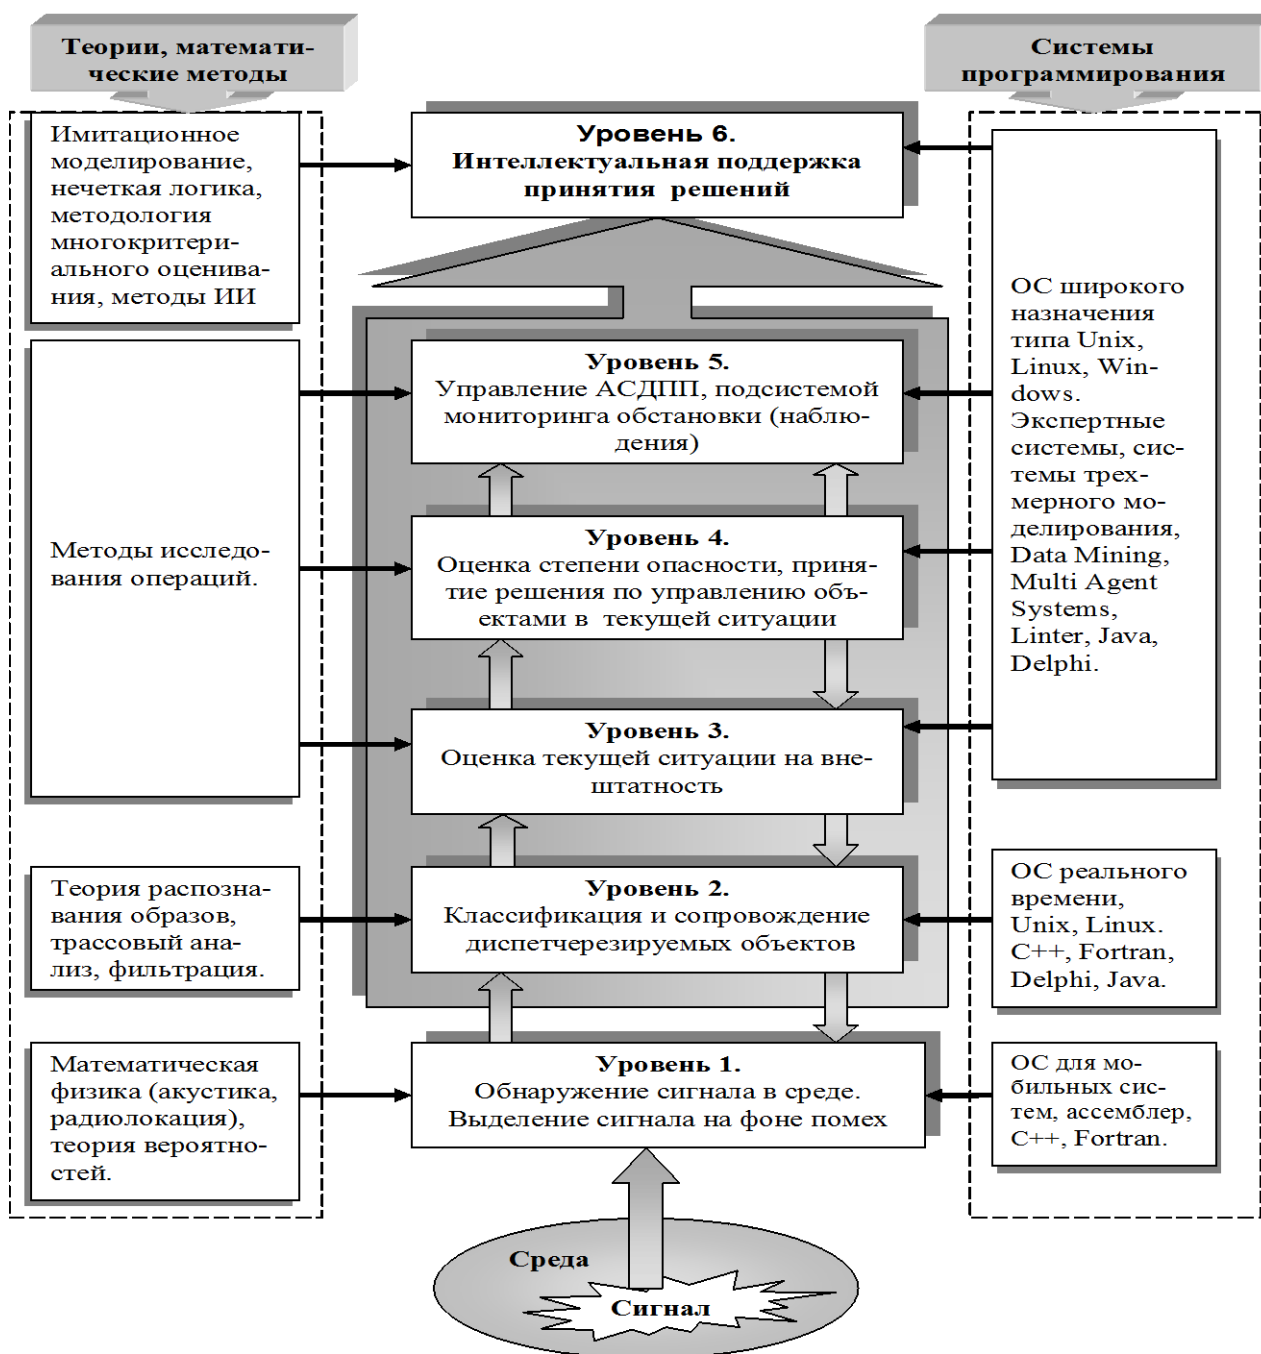 Теории, математи-
ческие методы
Имитационное
моделирование,
нечеткая логика,
методология
многокритери-
ального оценива-
ния, методы ИИ
Методы исследо-
вания операций.
Теория распозна-
вания образов,
трассовый ана-
лиз, фильтрация.
Математическая
физика (акустика,
радиолокация),
теория вероятно-
стей.
Уровень 6.
Интеллектуальная поддержка
принятия решений
Уровень 5.
Управление АСДПП, подсистемой
мониторинга обстановки (наблю-
дения)
Уровень 4.
Оценка степени опасности, приня-
тие решения по управлению объ-
ектами в текущей ситуации
Уровень 3.
Оценка текущей ситуации на вне-
штатность
Уровень 2.
Классификация и сопровождение
диспетчерезируемых объектов
Уровень 1.
Обнаружение сигнала в среде.
Выделение сигнала на фоне помех
Среда
Сигнал
Системы
программирования
ОС широкого
назначения
типа Unix,
Linux, Win-
dows.
Экспертные
системы, сис-
темы трех-
мерного мо-
делирования,
Data Mining,
Multi Agent
Systems,
Linter, Java,
Delphi.
ОС реального
времени,
Unix, Linux.
C++, Fortran,
Delphi, Java.
ОС для мо-
бильных сис-
тем, ассемблер,
C++, Fortran.